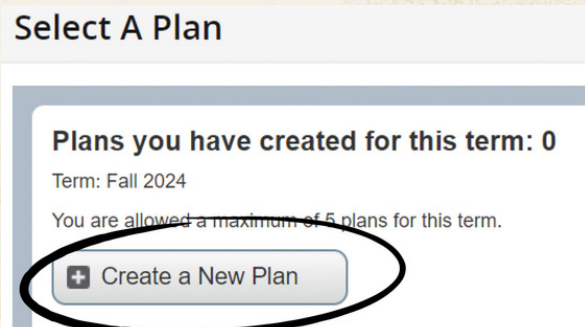 Select A Plan
Plans you have created for this term: 0
Term: Fall 2024
You are allowed a maximum of 5 plans for this term.
Create a New Plan